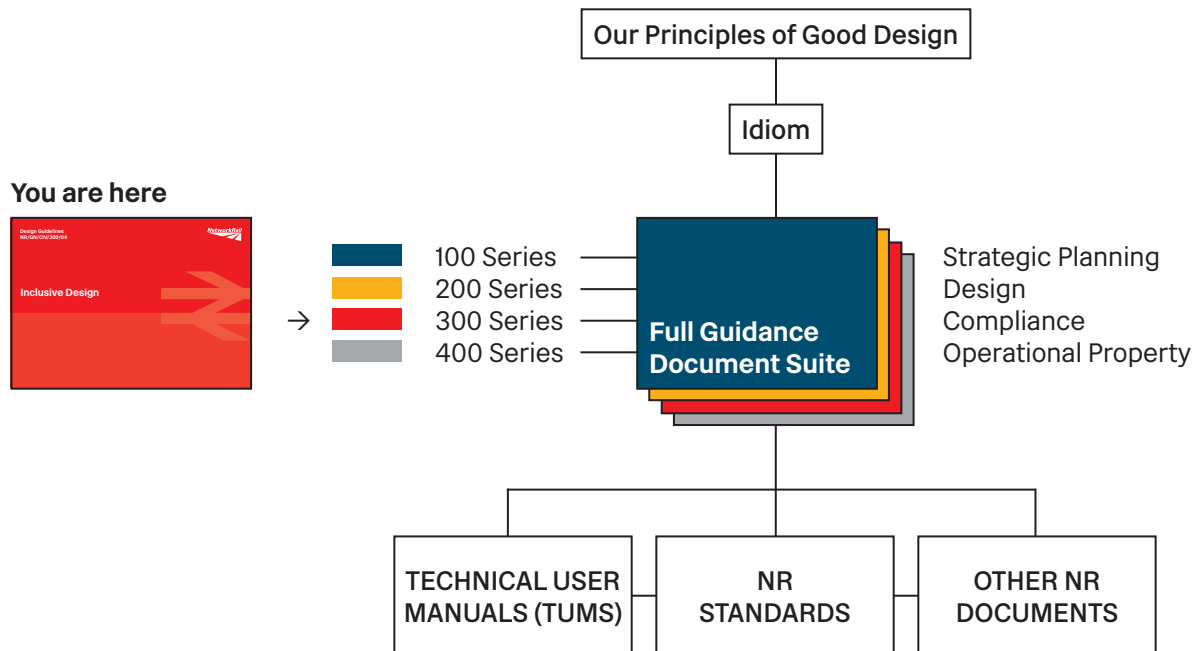 Our Principles of Good Design
Idiom
You are here
Design Guidelines
NR/GN/CIV/300/04
NetworkRail
Inclusive Design
→
100 Series
200 Series
300 Series
400 Series
Full Guidance
Document Suite
Strategic Planning
Design
Compliance
Operational Property
TECHNICAL USER
MANUALS (TUMS)
NR
STANDARDS
OTHER NR
DOCUMENTS